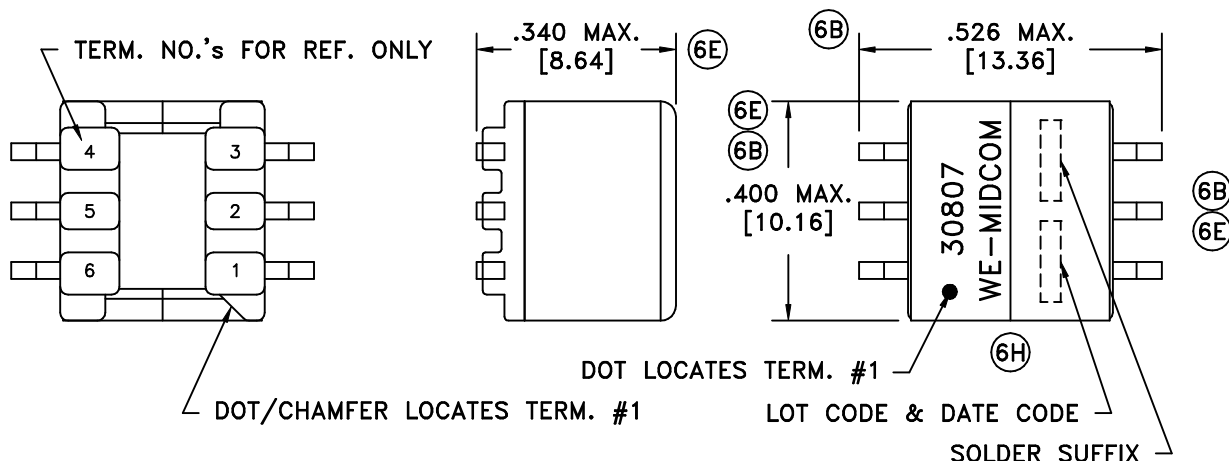 TERM. NO.'s FOR REF. ONLY
.340 MAX.
[8.64]
6E
6B
.526 MAX.
[13.36]
4
3
5
2
6
1
6E
6B
.400 MAX.
[10.16]
30807
WE-MIDCOM
6B
6E
6H
DOT LOCATES TERM. #1
DOT/CHAMFER LOCATES TERM. #1
LOT CODE & DATE CODE
SOLDER SUFFIX